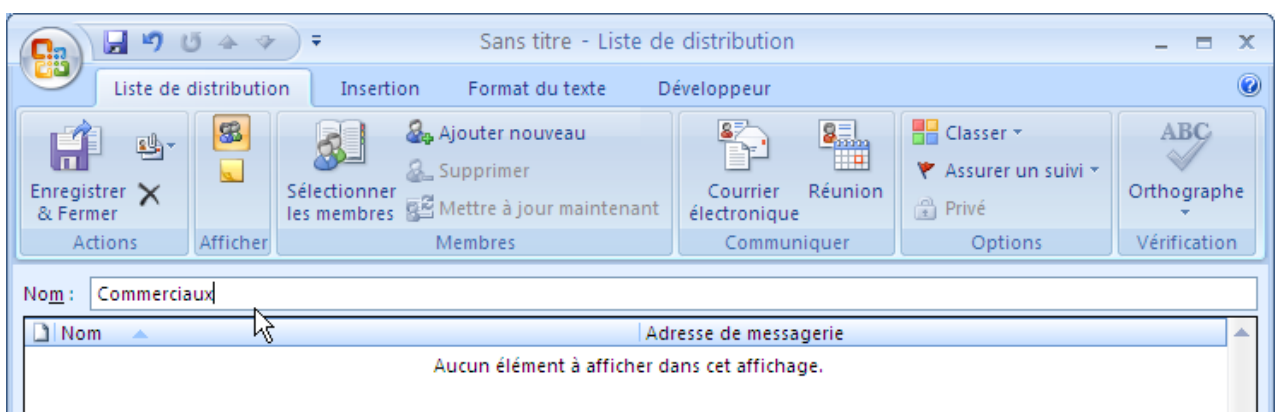 Sans titre - Liste de distribution
Liste de distribution Insertion Format du texte Développeur
Enregistrer
& Fermer
Actions
Afficher
Sélectionner
les membres
Ajouter nouveau
Supprimer
Mettre à jour maintenant
Membres
Courrier
électronique
Réunion
Communiquer
Classer
Assurer un suivi
Privé
Options
ABC
Orthographe
Vérification
Nom : Commerciaux
Nom Adresse de messagerie
Aucun élément à afficher dans cet affichage.